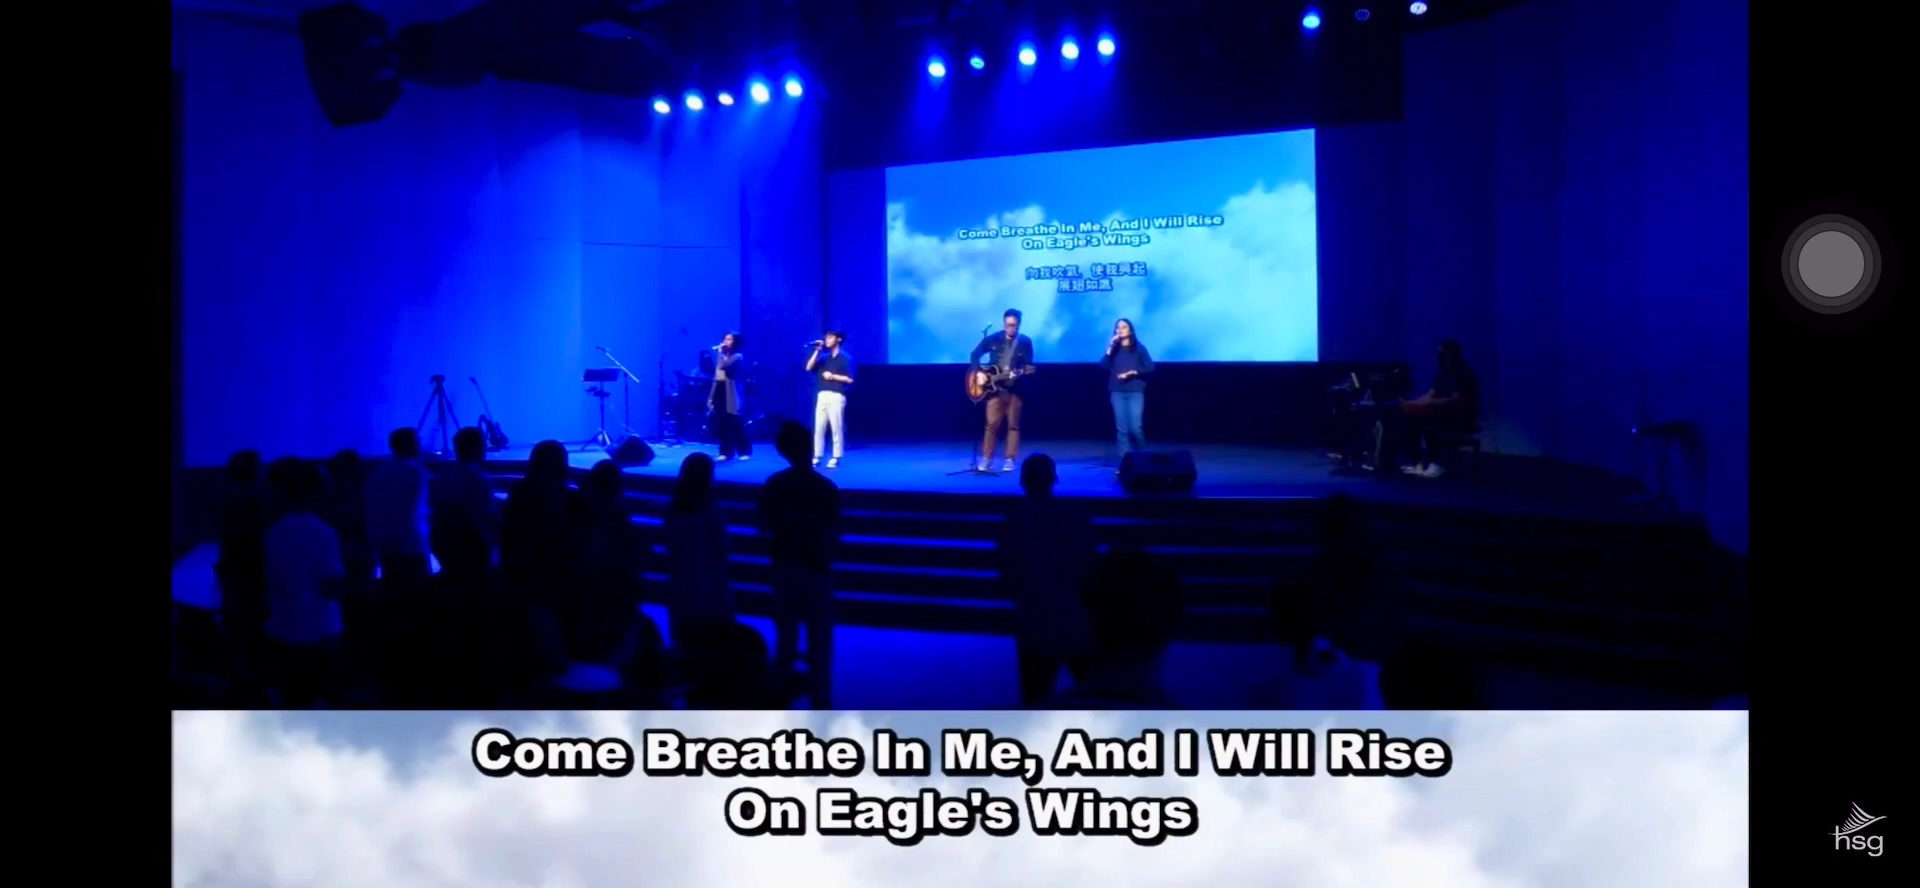 Come Breathe In Me, And I Will Rise
On Eagle's Wings
向我吹氣，使我興起
展翅如鷹
Come Breathe In Me, And I Will Rise
On Eagle's Wings
hsg